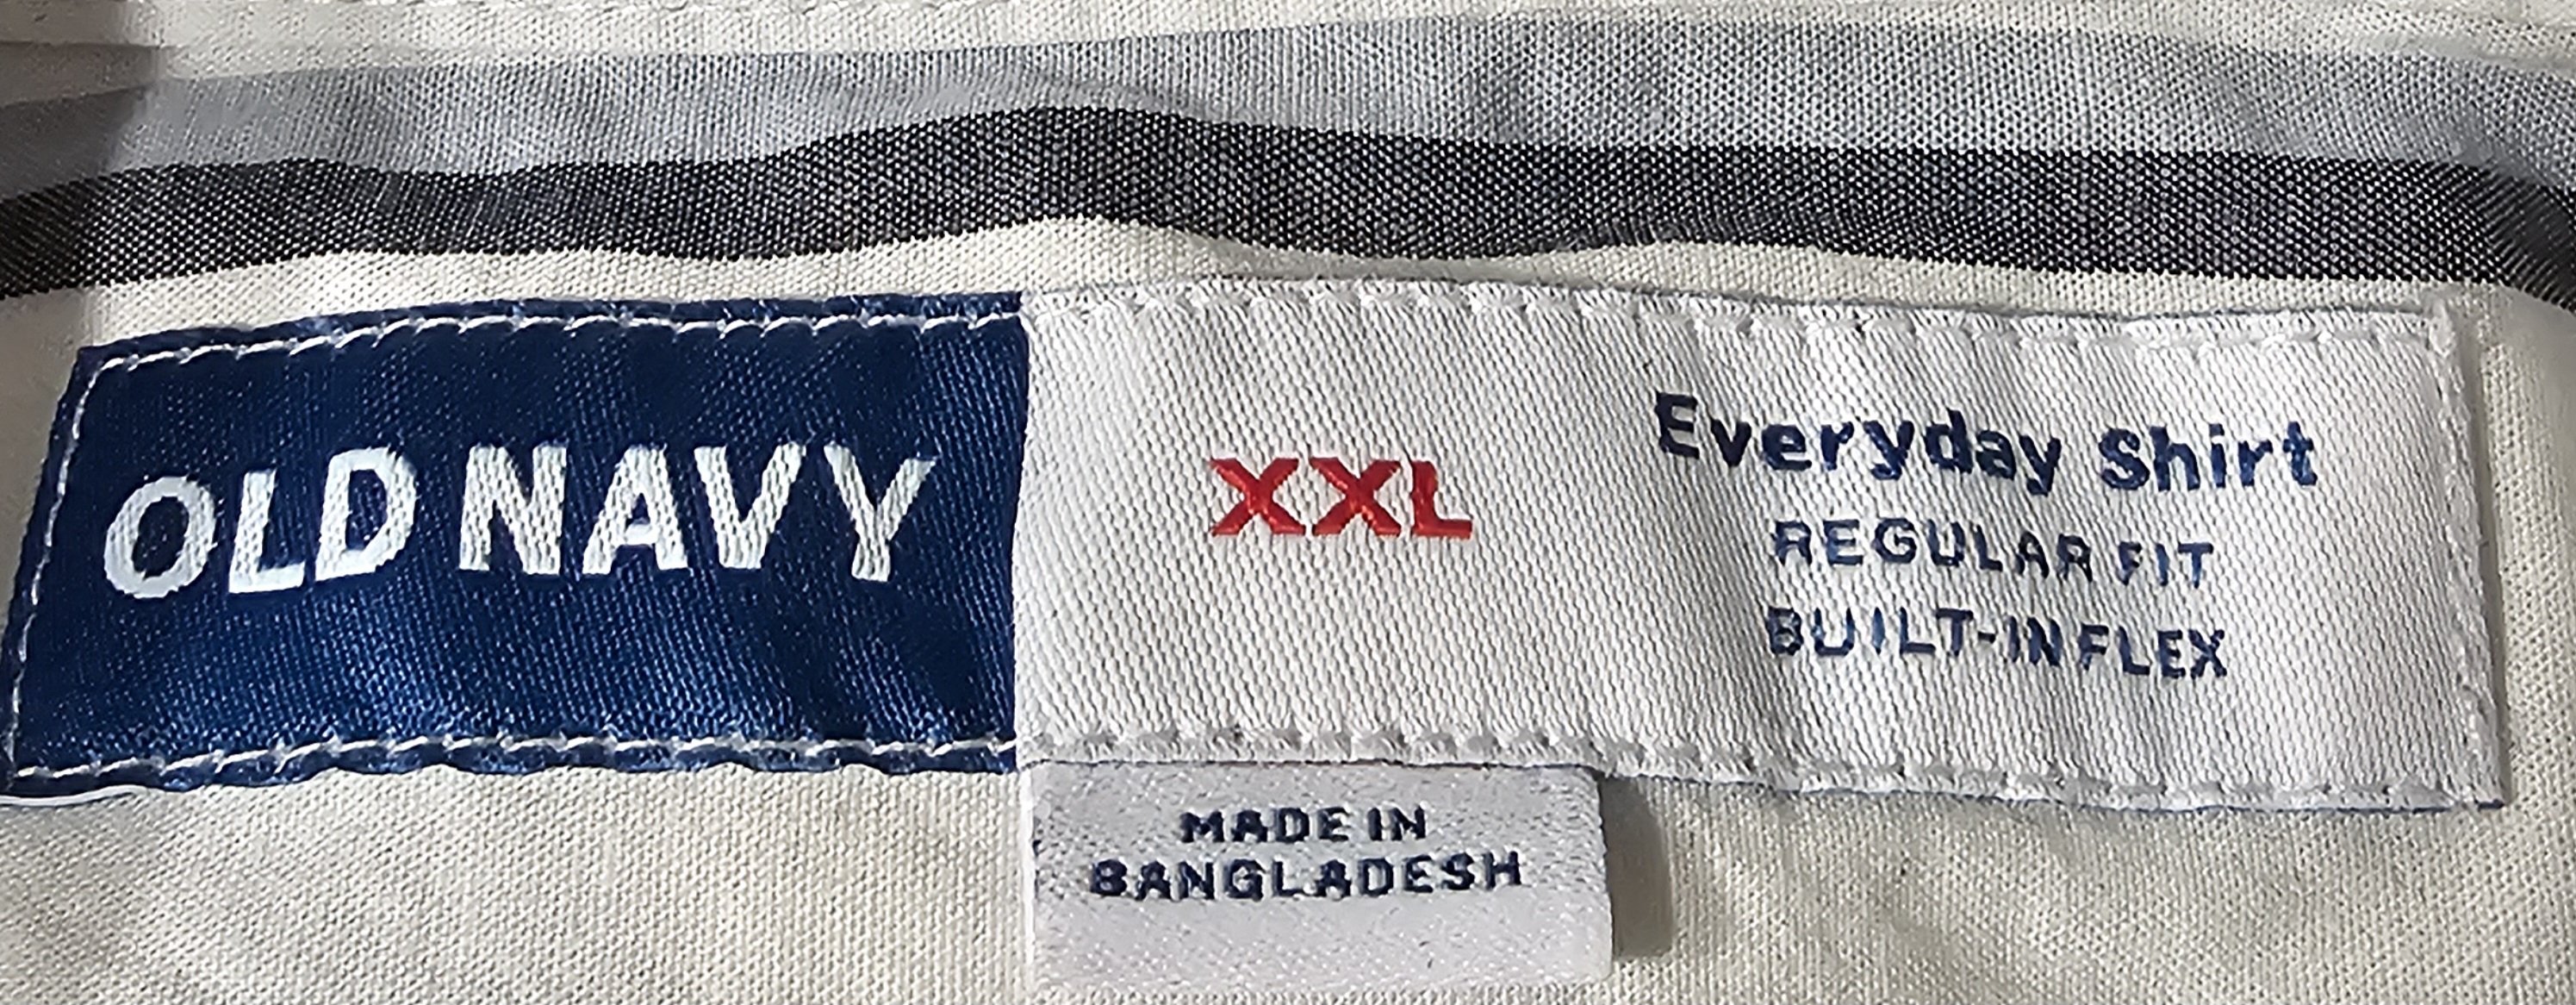 OLD NAVY
XXL
Everyday Shirt
REGULAR FIT
BUILT-IN FLEX
MADE IN
BANGLADESH